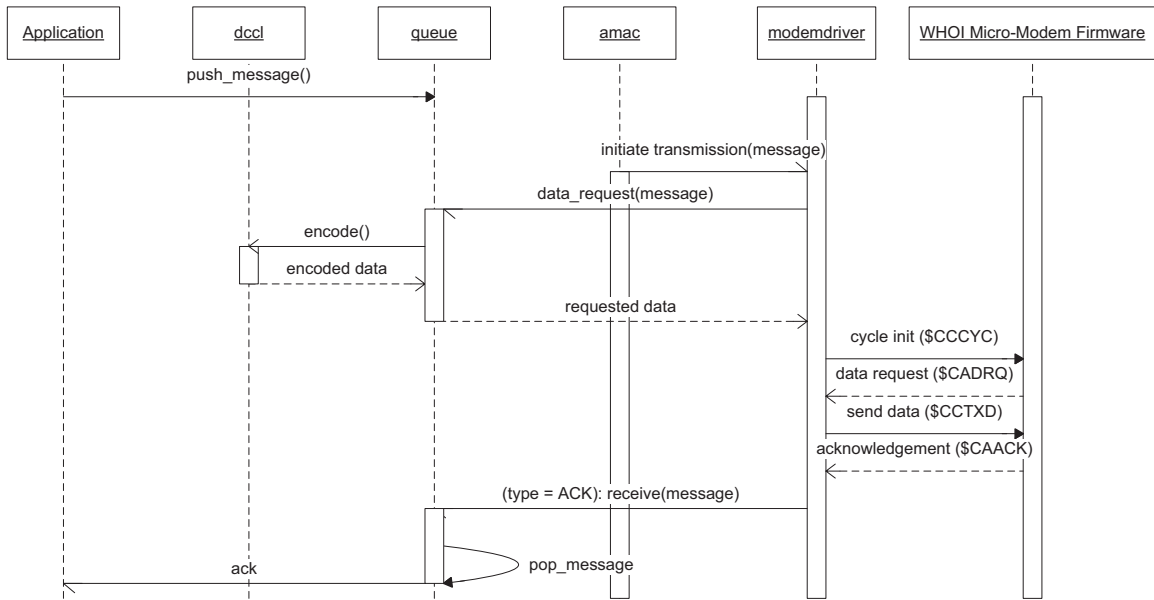 Application
dccl
queue
amac
modemdriver
WHOI Micro-Modem Firmware
push_message()
initiate transmission(message)
data_request(message)
encode()
encoded data
requested data
cycle init ($CCCYC)
data request ($CADRQ)
send data ($CCTXD)
acknowledgement ($CAACK)
(type = ACK): receive(message)
pop_message
ack